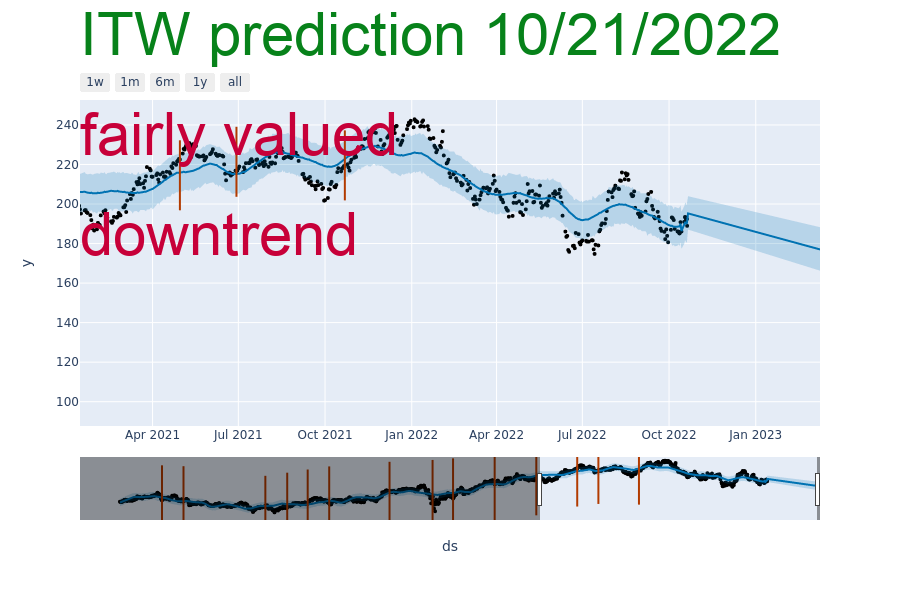 ITW prediction 10/21/2022
1w 1m 6m 1y all
fairly valued
downtrend
240
220
200
180
160
140
120
100
y
Apr 2021 Jul 2021 Oct 2021 Jan 2022 Apr 2022 Jul 2022 Oct 2022 Jan 2023
ds